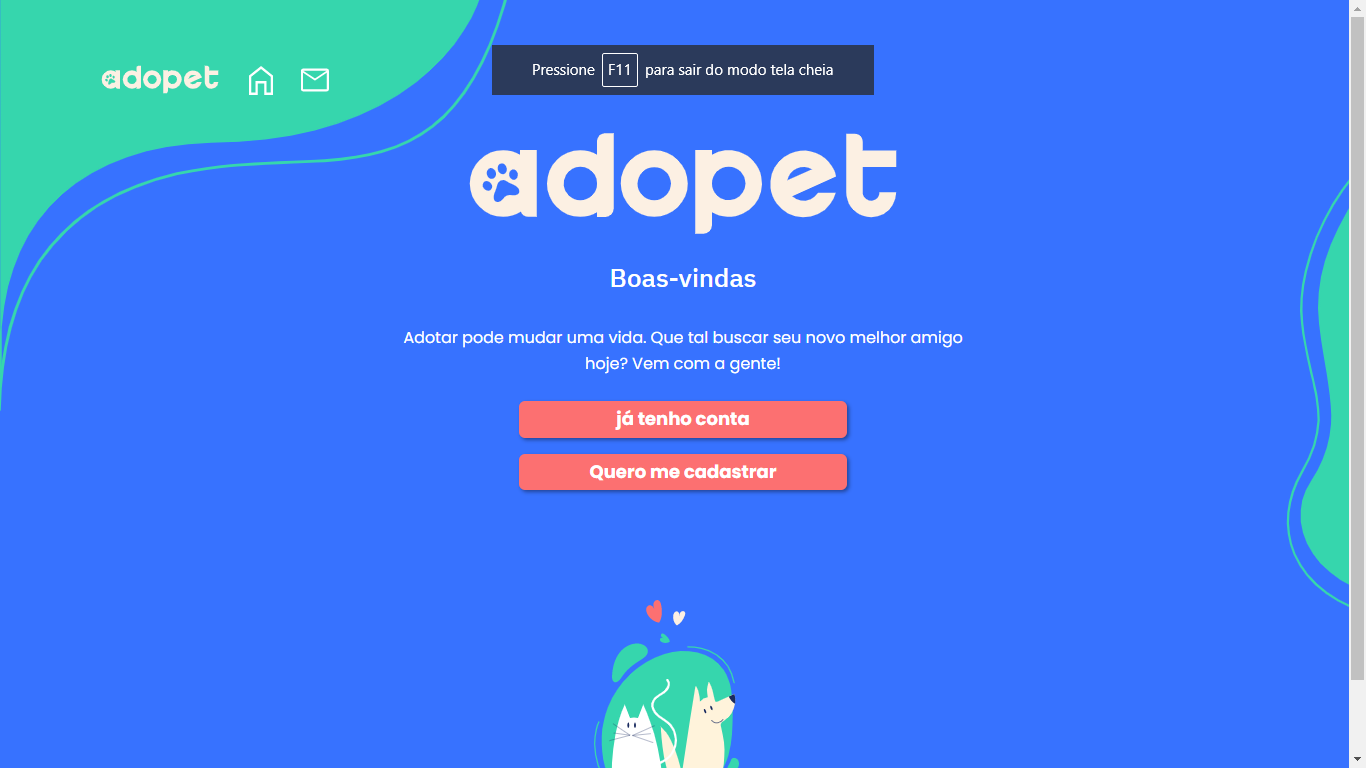 adopet
Pressione F11 para sair do modo tela cheia
adopet
Boas-vindas
Adotar pode mudar uma vida. Que tal buscar seu novo melhor amigo
hoje? Vem com a gente!
já tenho conta
Quero me cadastrar